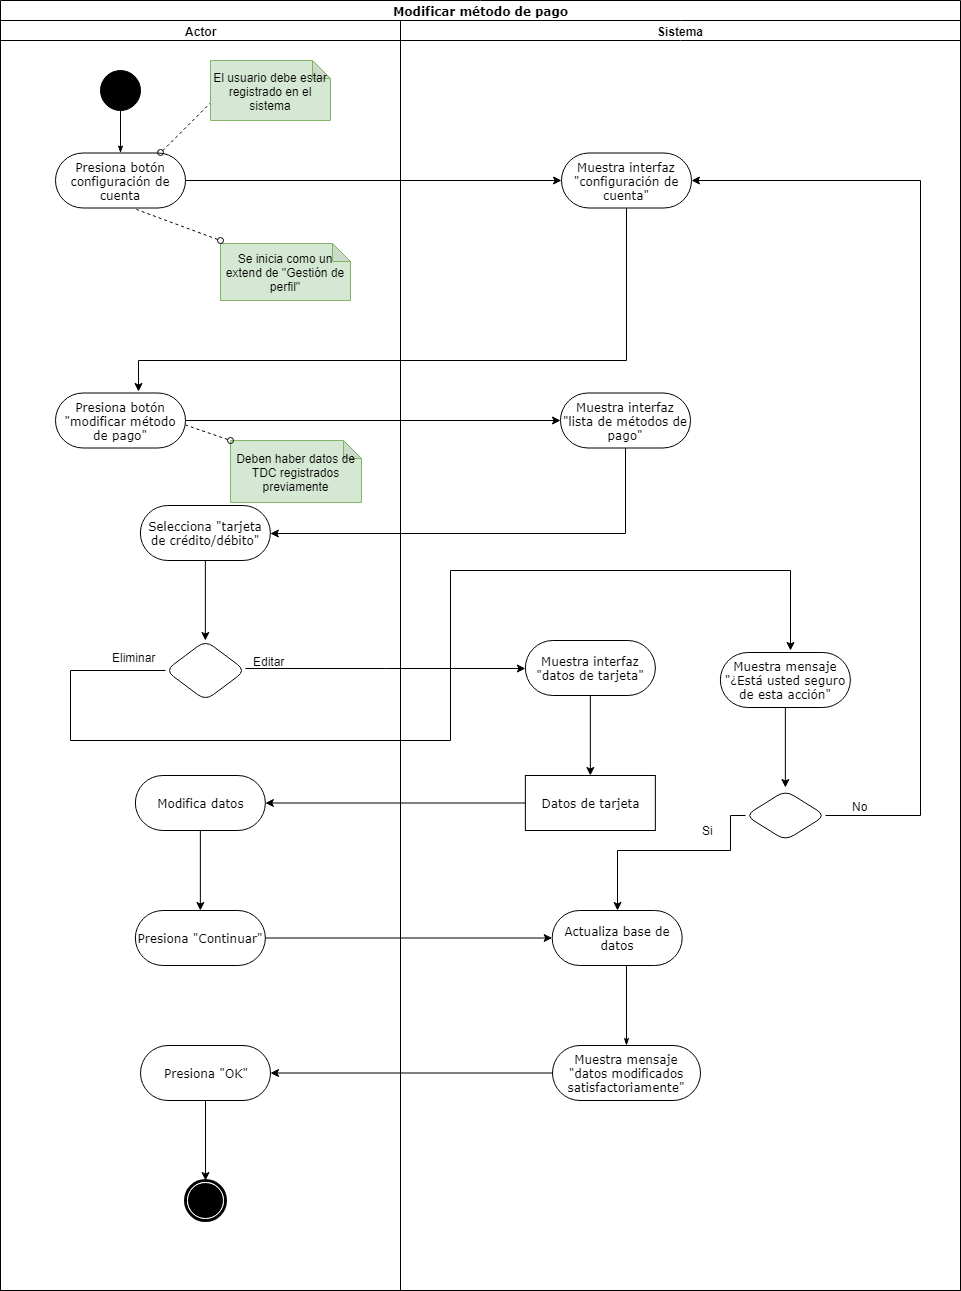 Modificar método de pago
Actor
Sistema
El usuario debe estar
registrado en el
sistema
Presiona botón
configuración de
cuenta
Muestra interfaz
"configuración de
cuenta"
Se inicia como un
extend de "Gestión de
perfil"
Presiona botón
"modificar método
de pago"
Muestra interfaz
"lista de métodos de
pago"
Deben haber datos de
TDC registrados
previamente
Selecciona "tarjeta
de crédito/débito"
Eliminar
Editar
Muestra interfaz
"datos de tarjeta"
Muestra mensaje
"¿Está usted seguro
de esta acción"
Modifica datos
Datos de tarjeta
No
Si
Presiona "Continuar"
Actualiza base de
datos
Presiona "OK"
Muestra mensaje
"datos modificados
satisfactoriamente"